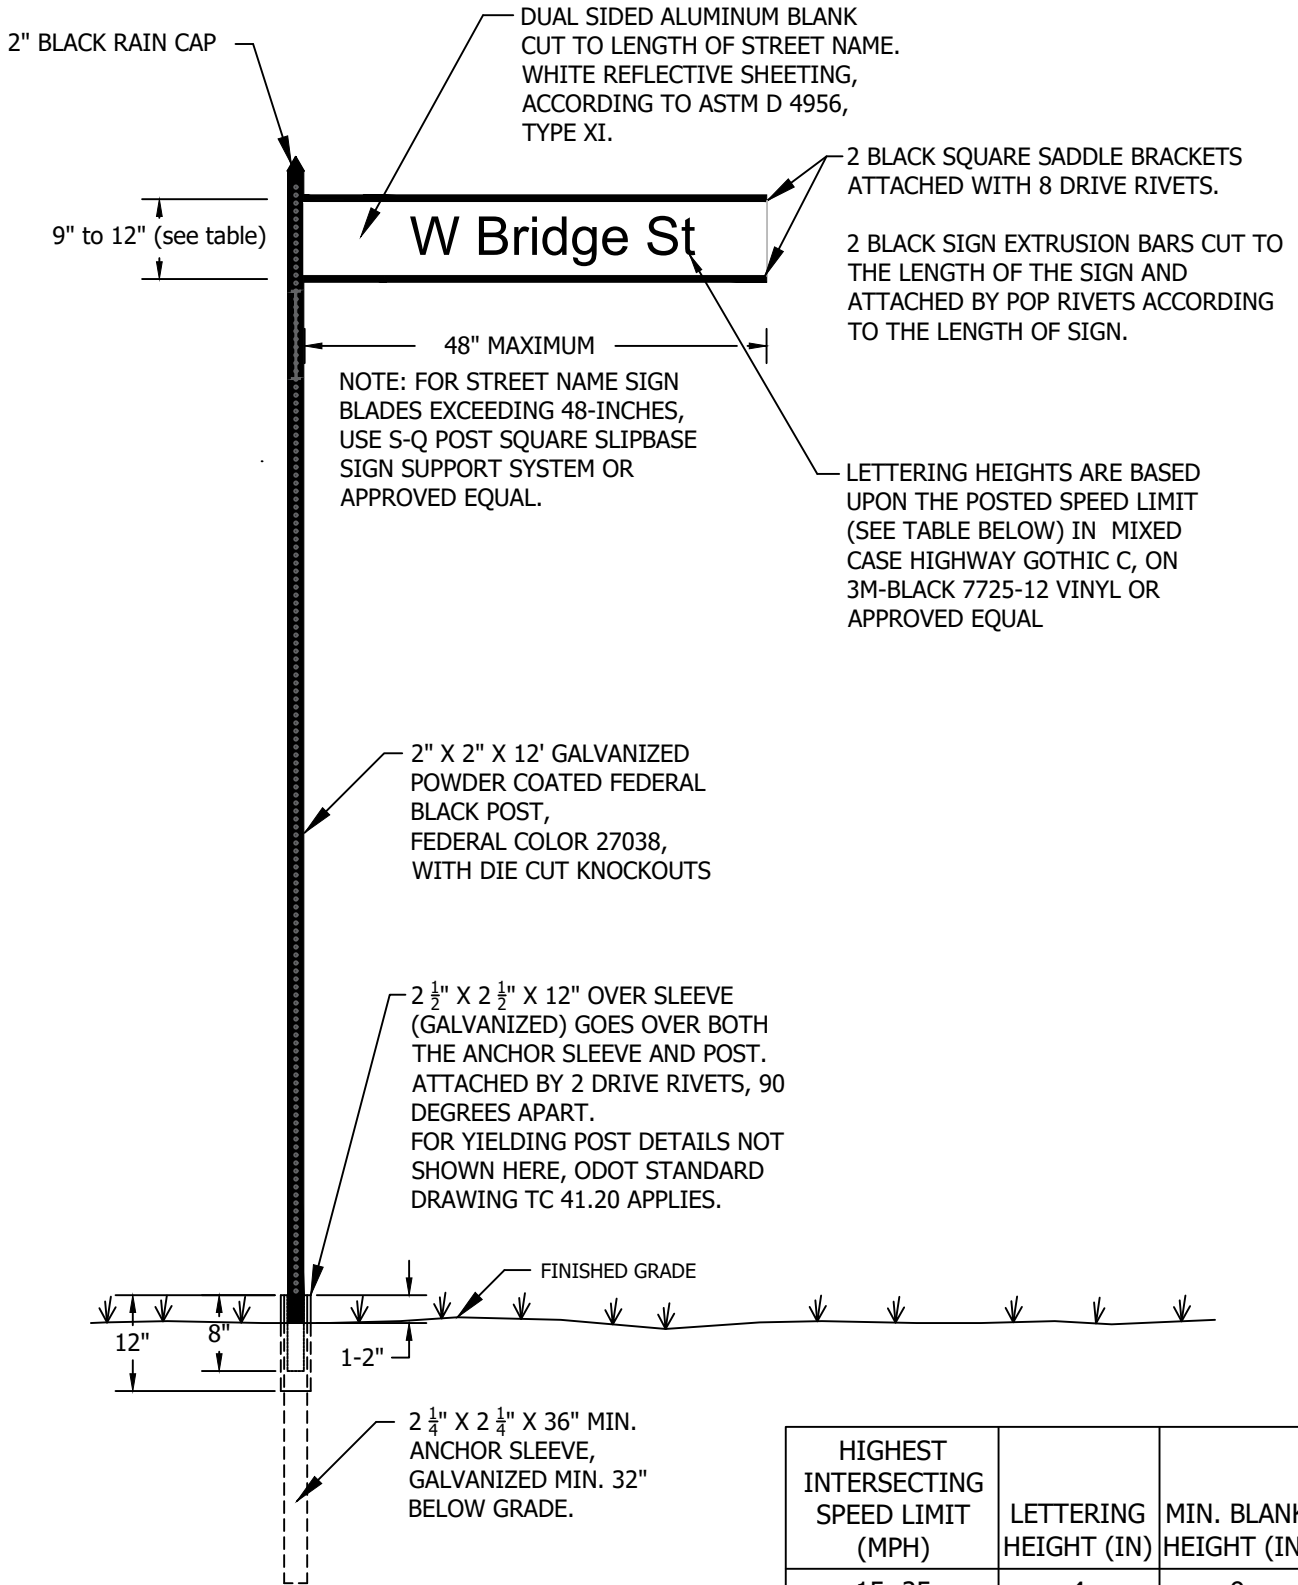 2" BLACK RAIN CAP
DUAL SIDED ALUMINUM BLANK
CUT TO LENGTH OF STREET NAME.
WHITE REFLECTIVE SHEETING,
ACCORDING TO ASTM D 4956,
TYPE XI.
2 BLACK SQUARE SADDLE BRACKETS
ATTACHED WITH 8 DRIVE RIVETS.
2 BLACK SIGN EXTRUSION BARS CUT TO
THE LENGTH OF THE SIGN AND
ATTACHED BY POP RIVETS ACCORDING
TO THE LENGTH OF SIGN.
9" to 12" (see table)
W Bridge St
48" MAXIMUM
NOTE: FOR STREET NAME SIGN
BLADES EXCEEDING 48-INCHES,
USE S-Q POST SQUARE SLIPBASE
SIGN SUPPORT SYSTEM OR
APPROVED EQUAL.
LETTERING HEIGHTS ARE BASED
UPON THE POSTED SPEED LIMIT
(SEE TABLE BELOW) IN MIXED
CASE HIGHWAY GOTHIC C, ON
3M-BLACK 7725-12 VINYL OR
APPROVED EQUAL
2" X 2" X 12' GALVANIZED
POWDER COATED FEDERAL
BLACK POST,
FEDERAL COLOR 27038,
WITH DIE CUT KNOCKOUTS
2 1/2" X 2 1/2" X 12" OVER SLEEVE
(GALVANIZED) GOES OVER BOTH
THE ANCHOR SLEEVE AND POST.
ATTACHED BY 2 DRIVE RIVETS, 90
DEGREES APART.
FOR YIELDING POST DETAILS NOT
SHOWN HERE, ODOT STANDARD
DRAWING TC 41.20 APPLIES.
FINISHED GRADE
12"
8"
1-2"
2 1/4" X 2 1/4" X 36" MIN.
ANCHOR SLEEVE,
GALVANIZED MIN. 32"
BELOW GRADE.
HIGHEST
INTERSECTING
SPEED LIMIT
(MPH)
LETTERING
HEIGHT (IN)
MIN. BLANK
HEIGHT (IN